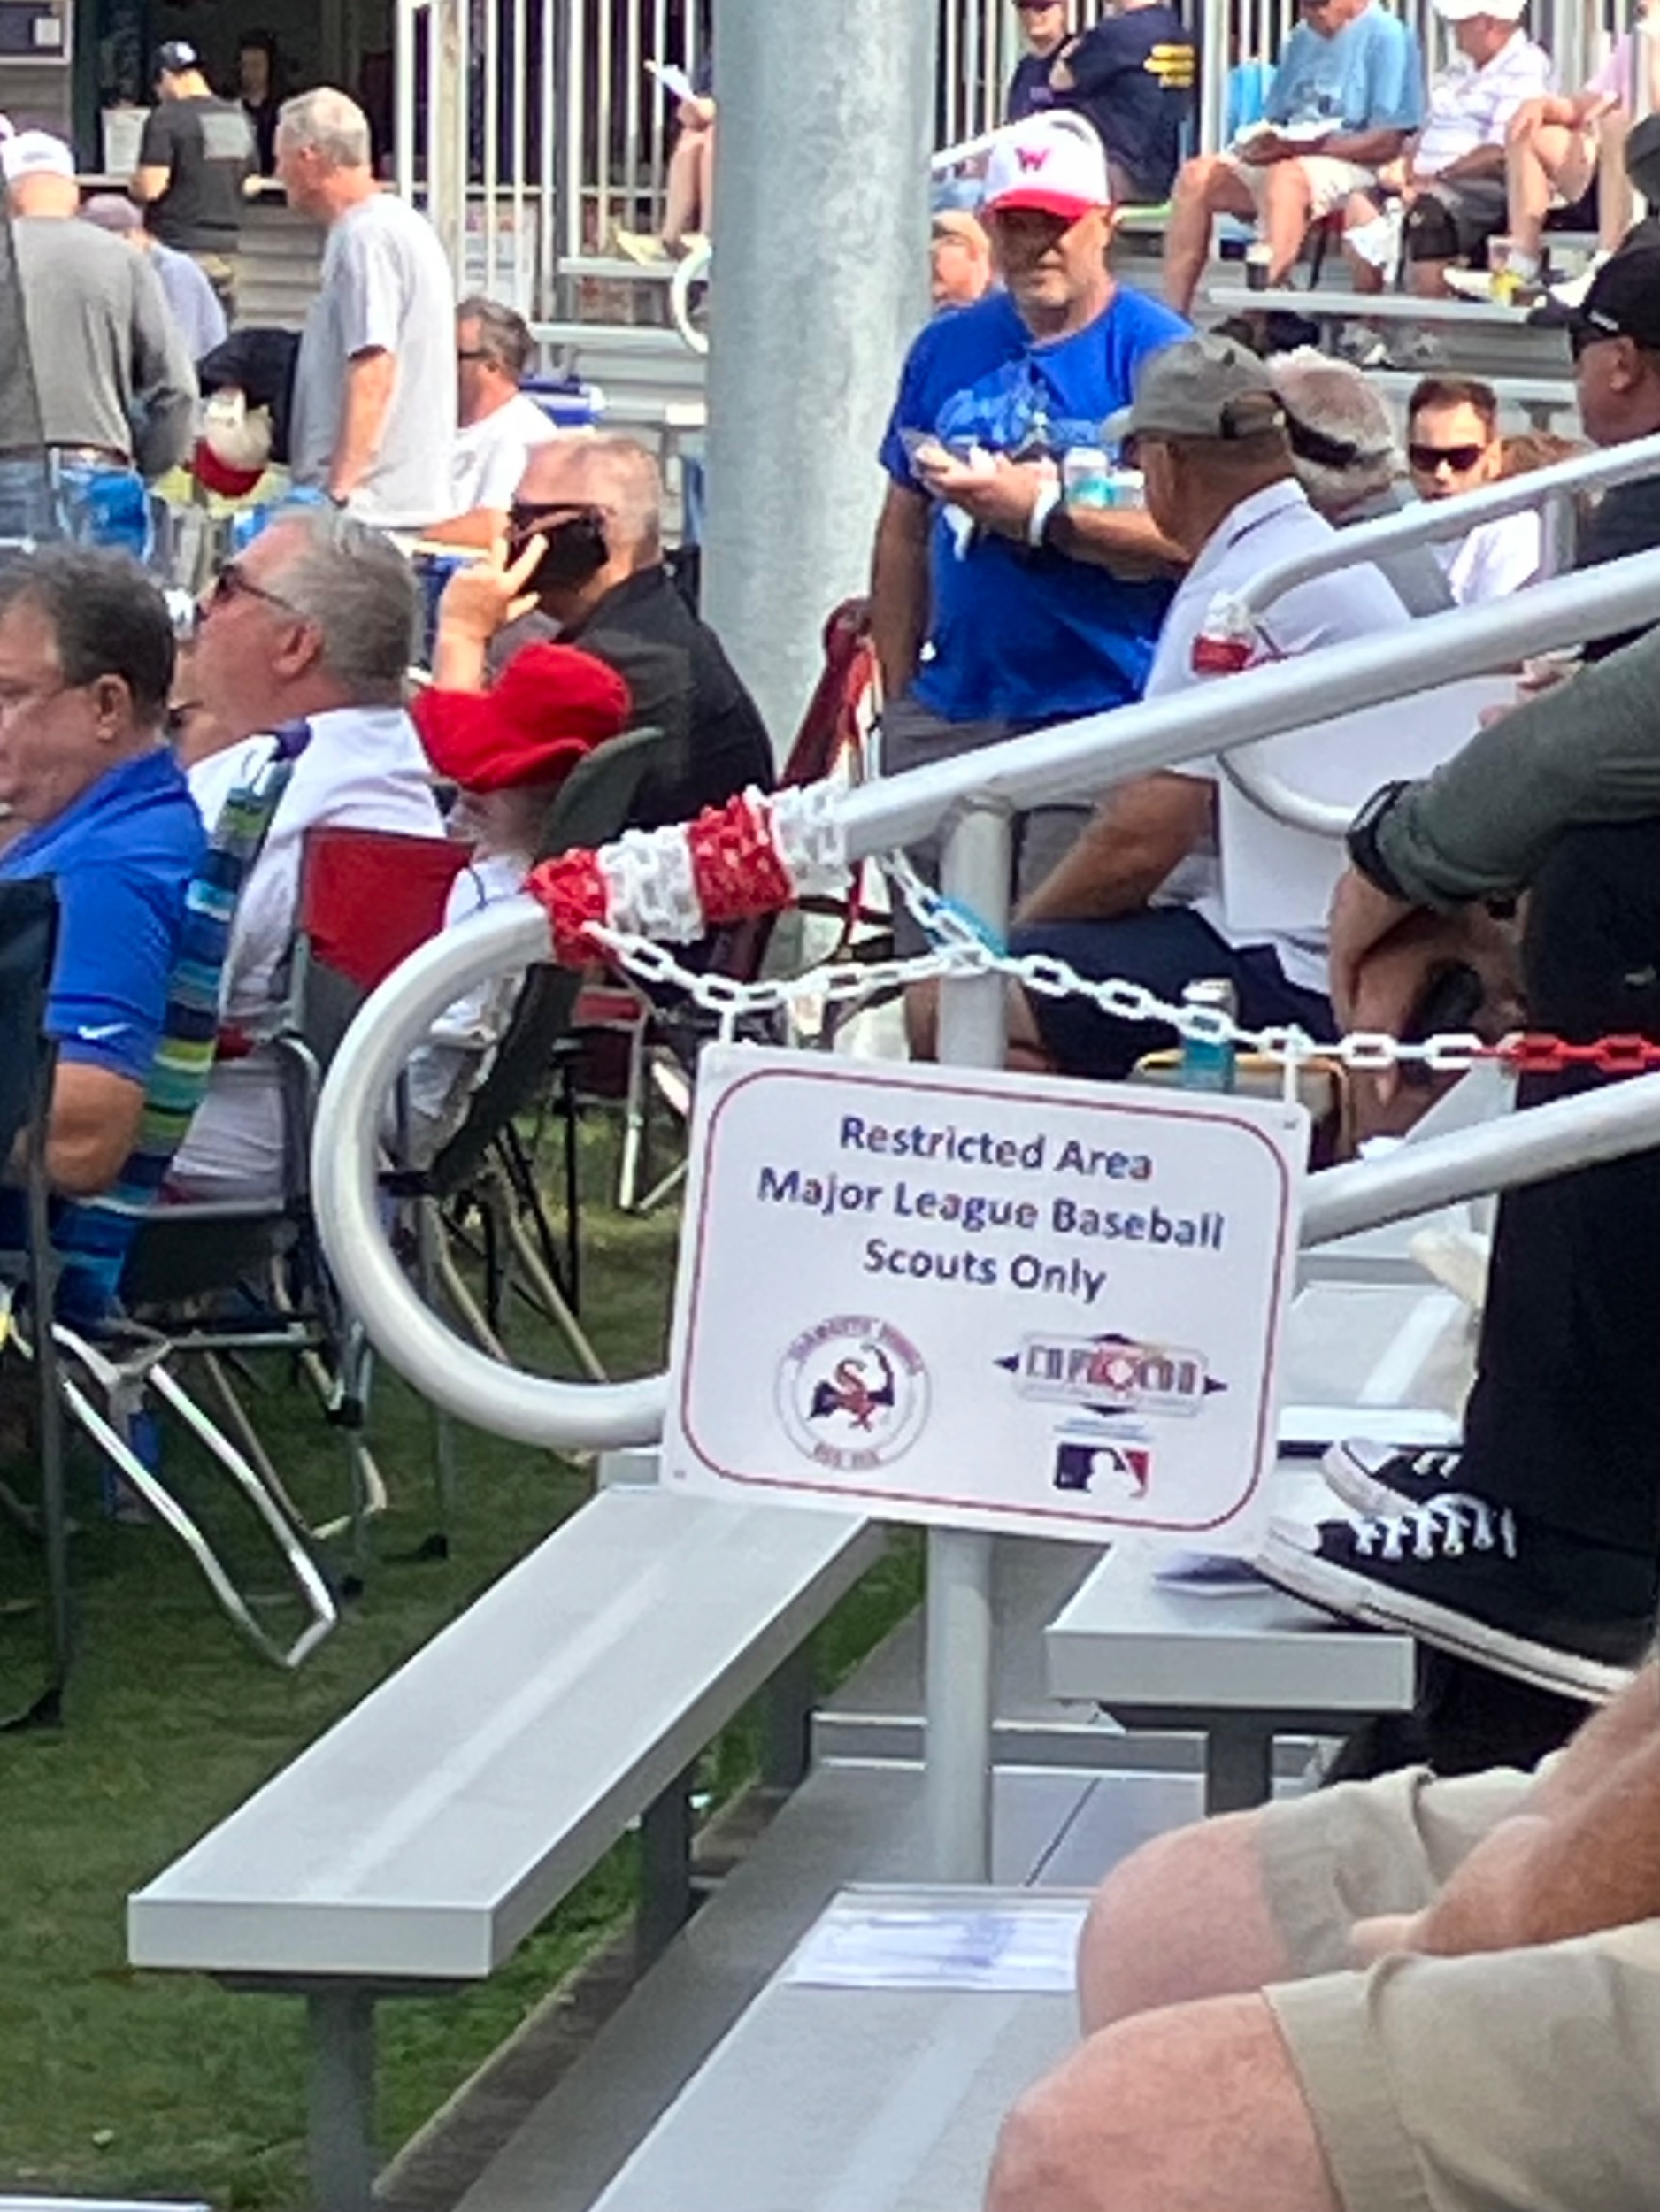 W
Restricted Area
Major League Baseball
Scouts Only